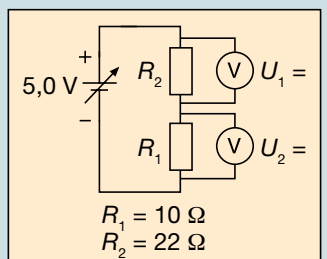 +
5,0 V
−
R₂
V
U₁ =
R₁
V
U₂ =
R₁ = 10 Ω
R₂ = 22 Ω